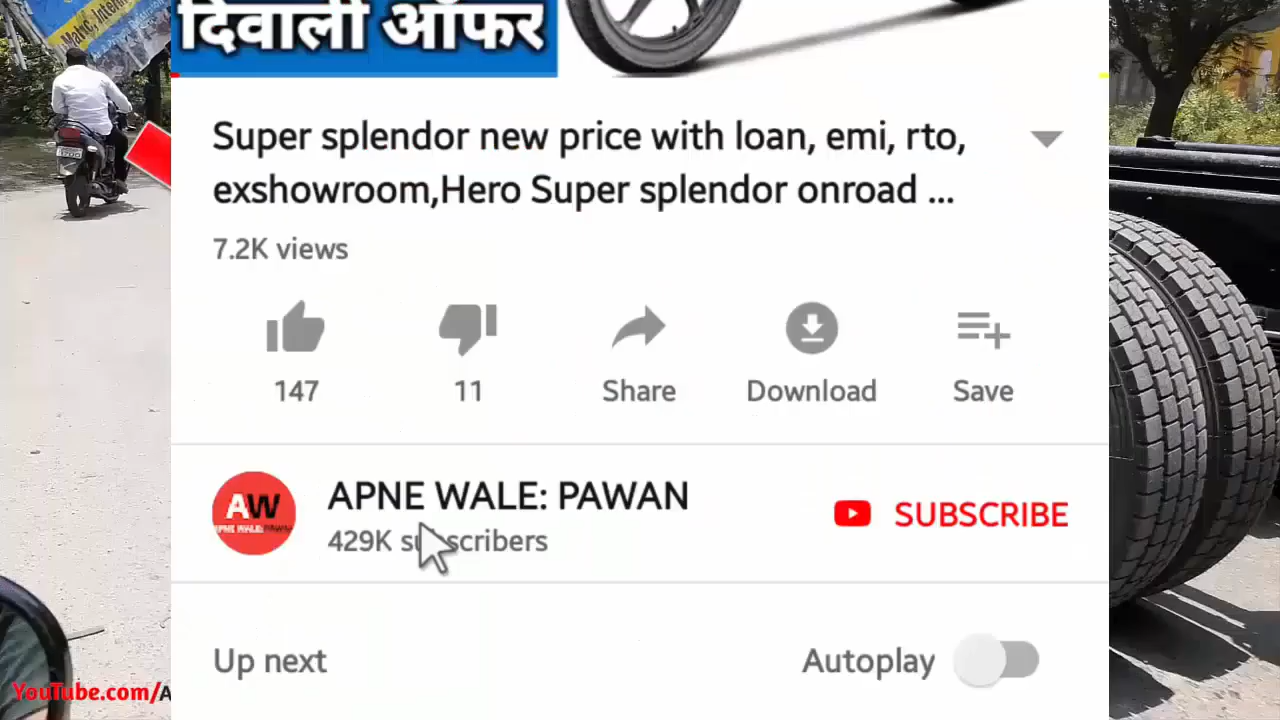 दिवाली ऑफर
Super splendor new price with loan, emi, rto,
exshowroom,Hero Super splendor onroad ...
7.2K views
147
11
Share
Download
Save
AW
APNE WALE: PAWAN
429K subscribers
SUBSCRIBE
Up next
Autoplay
YouTube.com/A